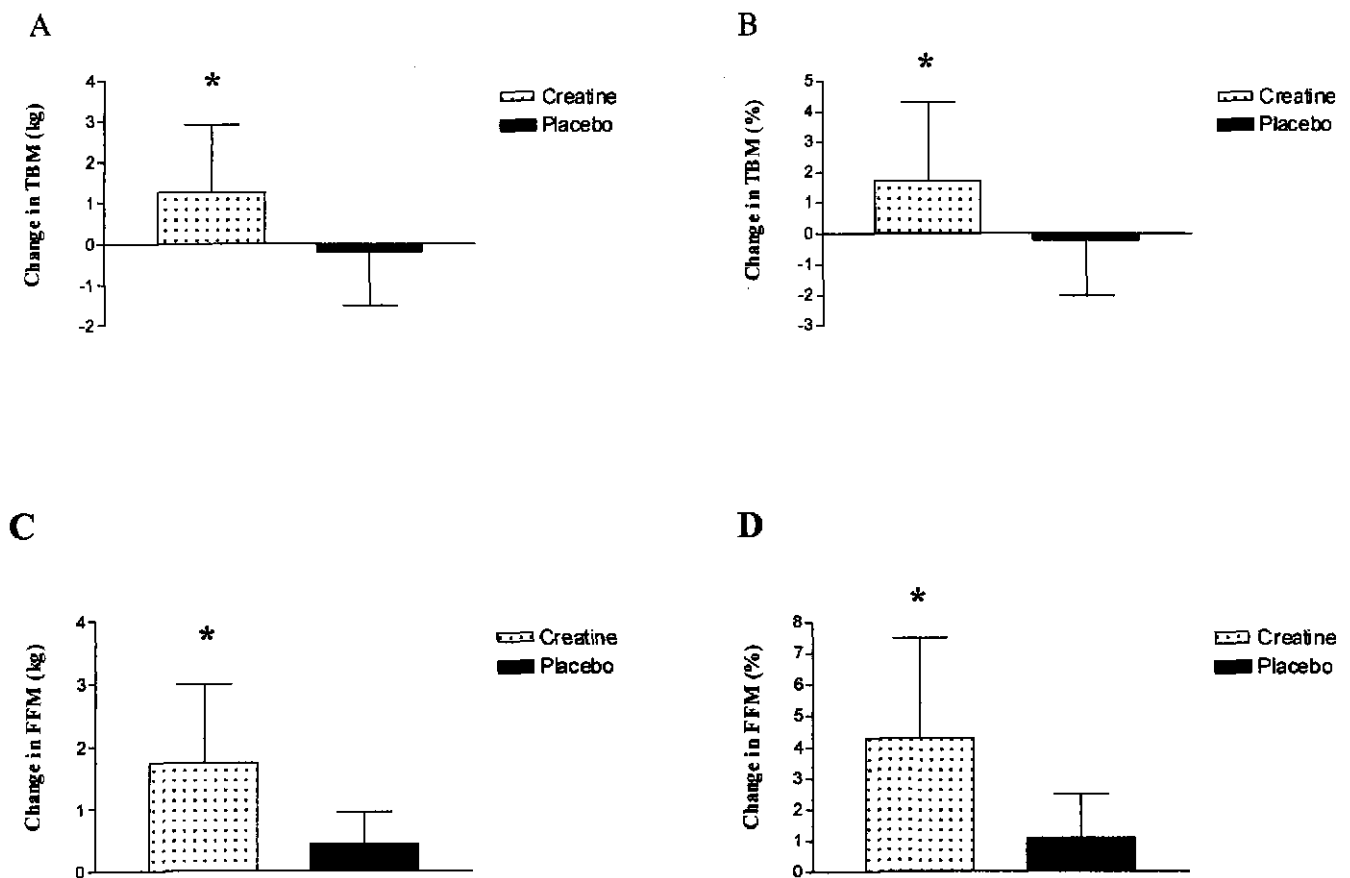 A
*
4
3
2
1
0
-1
-2
Change in TBM (kg)
Creatine
Placebo
B
*
5
4
3
2
1
0
-1
-2
-3
Change in TBM (%)
Creatine
Placebo
C
*
4
3
2
1
0
Change in FFM (kg)
Creatine
Placebo
D
*
8
7
6
5
4
3
2
1
0
Change in FFM (%)
Creatine
Placebo